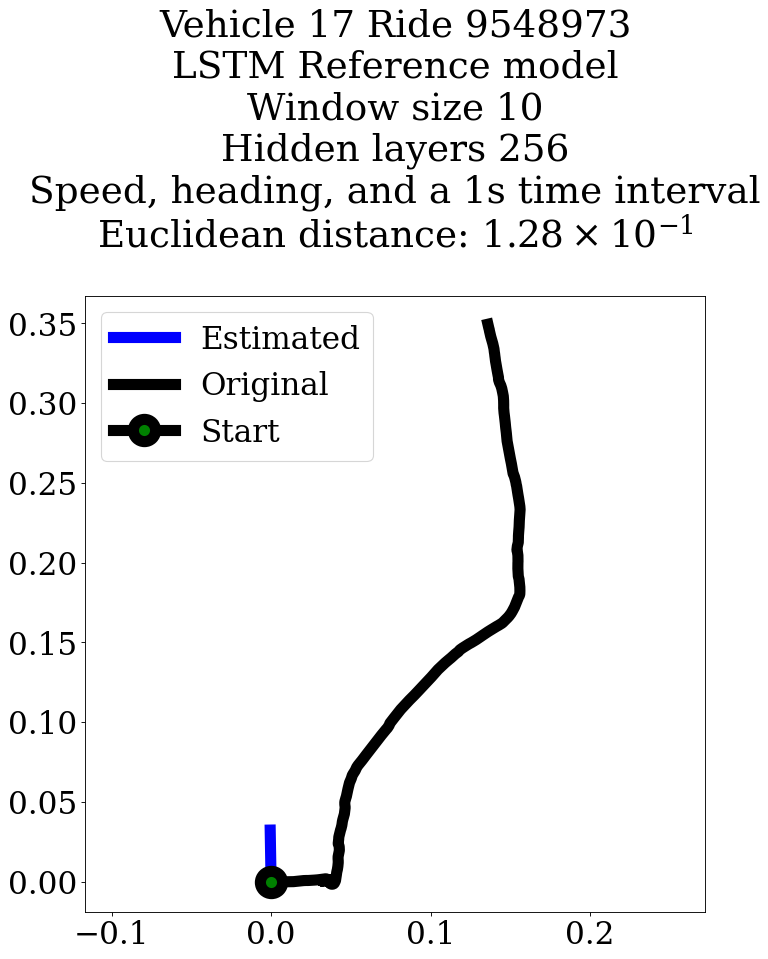 Vehicle 17 Ride 9548973
LSTM Reference model
Window size 10
Hidden layers 256
Speed, heading, and a 1s time interval
Euclidean distance: 1.28 × 10⁻¹
Estimated
Original
Start
0.35
0.30
0.25
0.20
0.15
0.10
0.05
0.00
−0.1
0.0
0.1
0.2